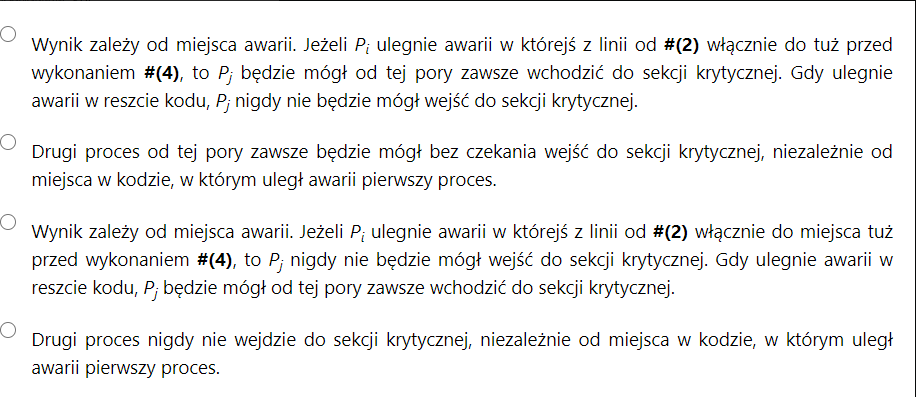 Wynik zależy od miejsca awarii. Jeżeli Pi ulegnie awarii w którejś z linii od #(2) włącznie do tuż przed
wykonaniem #(4), to Pj będzie mógł od tej pory zawsze wchodzić do sekcji krytycznej. Gdy ulegnie
awarii w reszcie kodu, Pj nigdy nie będzie mógł wejść do sekcji krytycznej.
Drugi proces od tej pory zawsze będzie mógł bez czekania wejść do sekcji krytycznej, niezależnie od
miejsca w kodzie, w którym uległ awarii pierwszy proces.
Wynik zależy od miejsca awarii. Jeżeli Pi ulegnie awarii w którejś z linii od #(2) włącznie do miejsca tuż
przed wykonaniem #(4), to Pj nigdy nie będzie mógł wejść do sekcji krytycznej. Gdy ulegnie awarii w
reszcie kodu, Pj będzie mógł od tej pory zawsze wchodzić do sekcji krytycznej.
Drugi proces nigdy nie wejdzie do sekcji krytycznej, niezależnie od miejsca w kodzie, w którym uległ
awarii pierwszy proces.